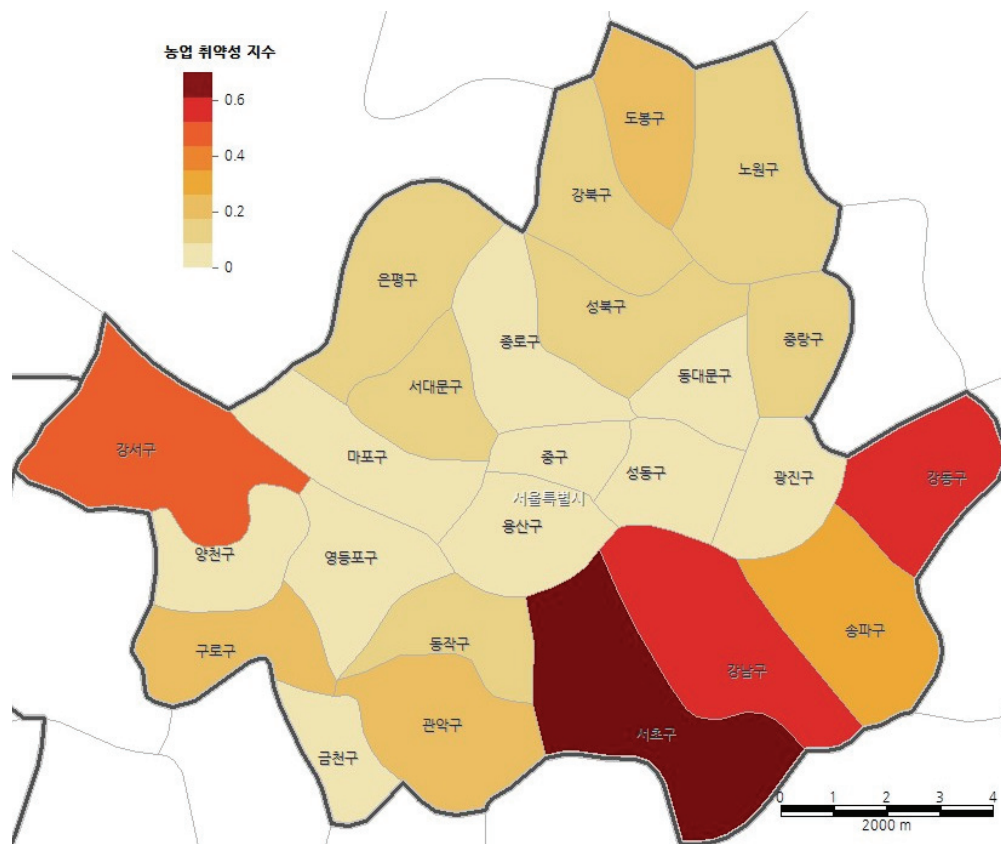 농업 취약성 지수
0.6
0.4
0.2
0
도봉구
노원구
강북구
은평구
성북구
종로구
중랑구
동대문구
서대문구
강서구
마포구
중구
성동구
광진구
강동구
서울특별시
용산구
양천구
영등포구
구로구
동작구
송파구
강남구
관악구
서초구
금천구
0 1 2 3 4
2000 m